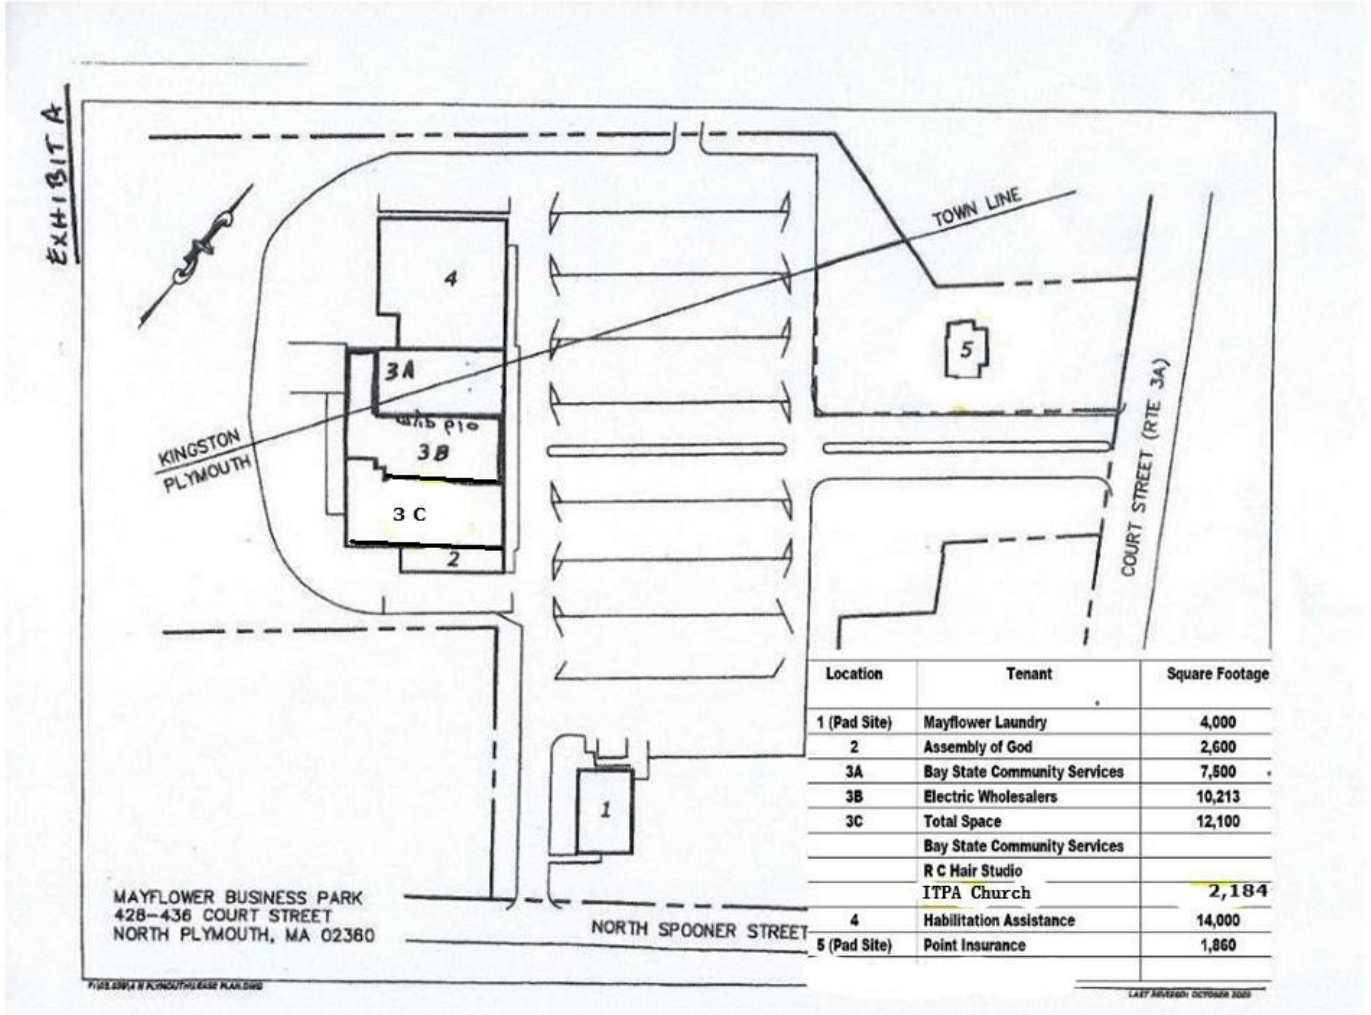 EXHIBIT A
TOWN LINE
4
5
3A
KINGSTON
PLYMOUTH
3B
3 C
2
COURT STREET (RTE 3A)
1
MAYFLOWER BUSINESS PARK
428-436 COURT STREET
NORTH PLYMOUTH, MA 02360
NORTH SPOONER STREET
Location Tenant Square Footage
1 (Pad Site) Mayflower Laundry 4,000
2 Assembly of God 2,600
3A Bay State Community Services 7,500
3B Electric Wholesalers 10,213
3C Total Space 12,100
Bay State Community Services
R C Hair Studio
ITPA Church 2,184
4 Habilitation Assistance 14,000
5 (Pad Site) Point Insurance 1,860
LAST REVISED: OCTOBER